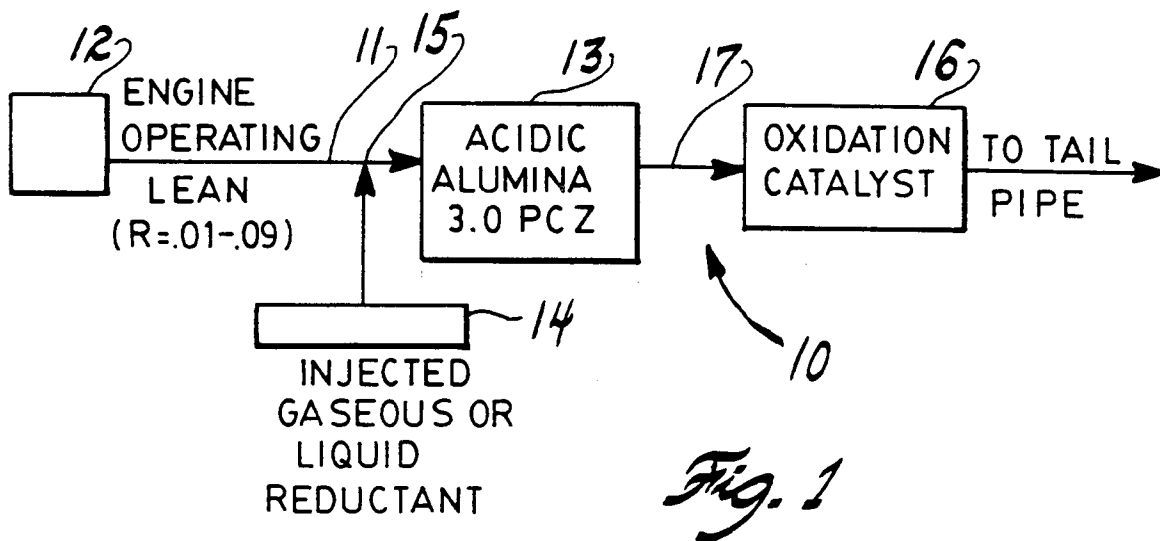 12
11
15
13
17
16
ENGINE
OPERATING
LEAN
(R=.01-.09)
ACIDIC
ALUMINA
3.0 PCZ
OXIDATION
CATALYST
TO TAIL
PIPE
14
INJECTED
GASEOUS OR
LIQUID
REDUCTANT
10
Fig. 1